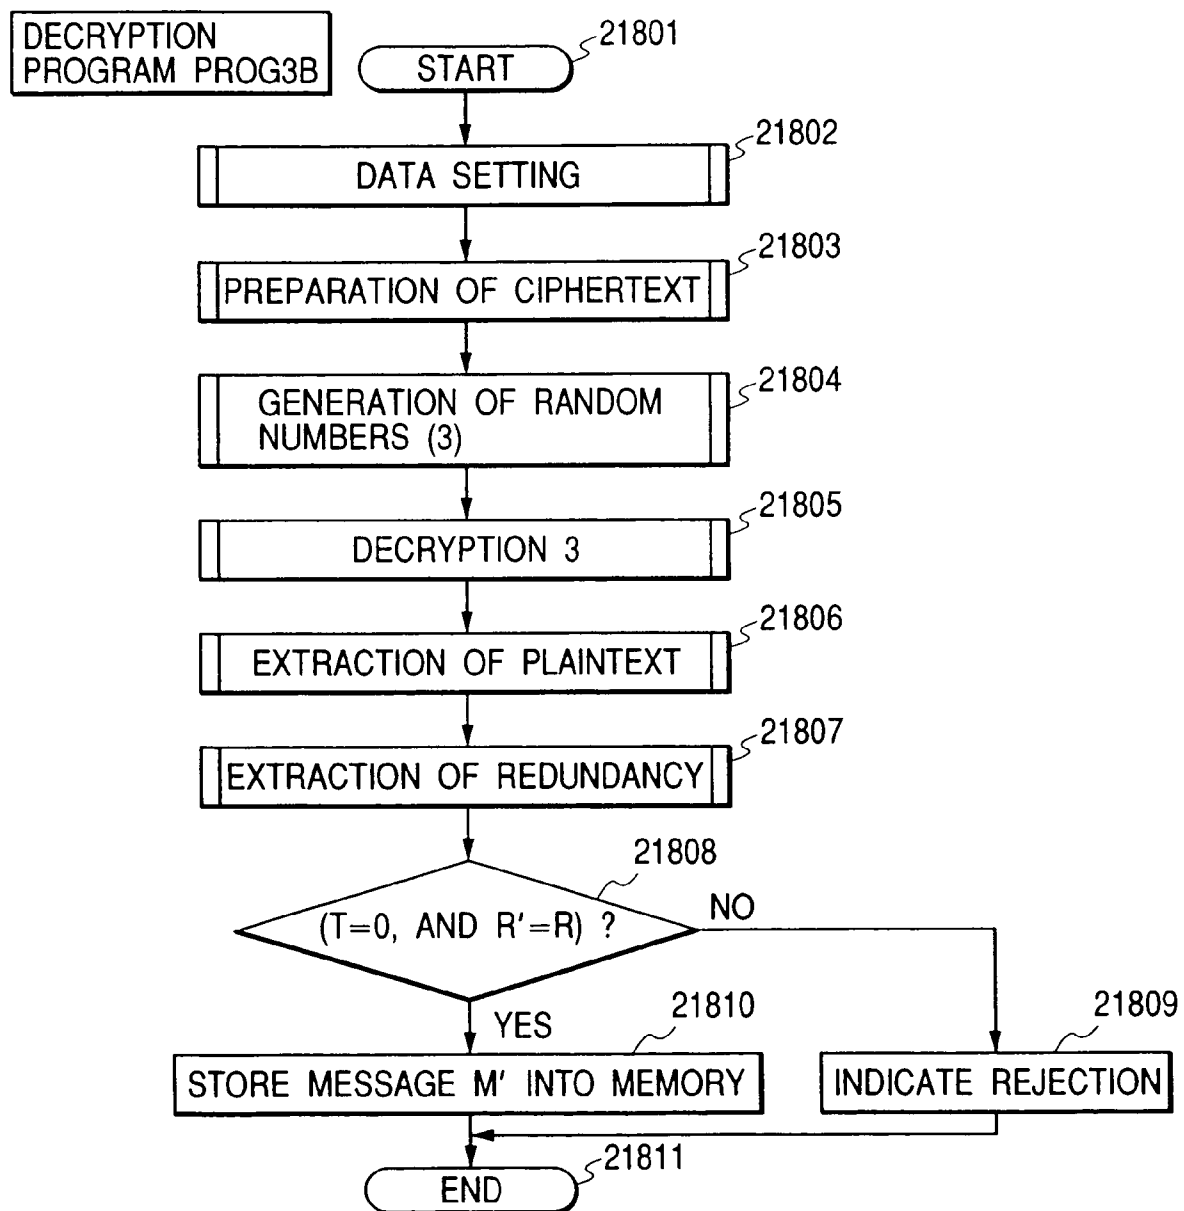 DECRYPTION
PROGRAM PROG3B
21801
START
21802
DATA SETTING
21803
PREPARATION OF CIPHERTEXT
21804
GENERATION OF RANDOM
NUMBERS (3)
21805
DECRYPTION 3
21806
EXTRACTION OF PLAINTEXT
21807
EXTRACTION OF REDUNDANCY
21808
(T=0, AND R'=R) ?
NO
YES
21810
21809
STORE MESSAGE M' INTO MEMORY
INDICATE REJECTION
21811
END